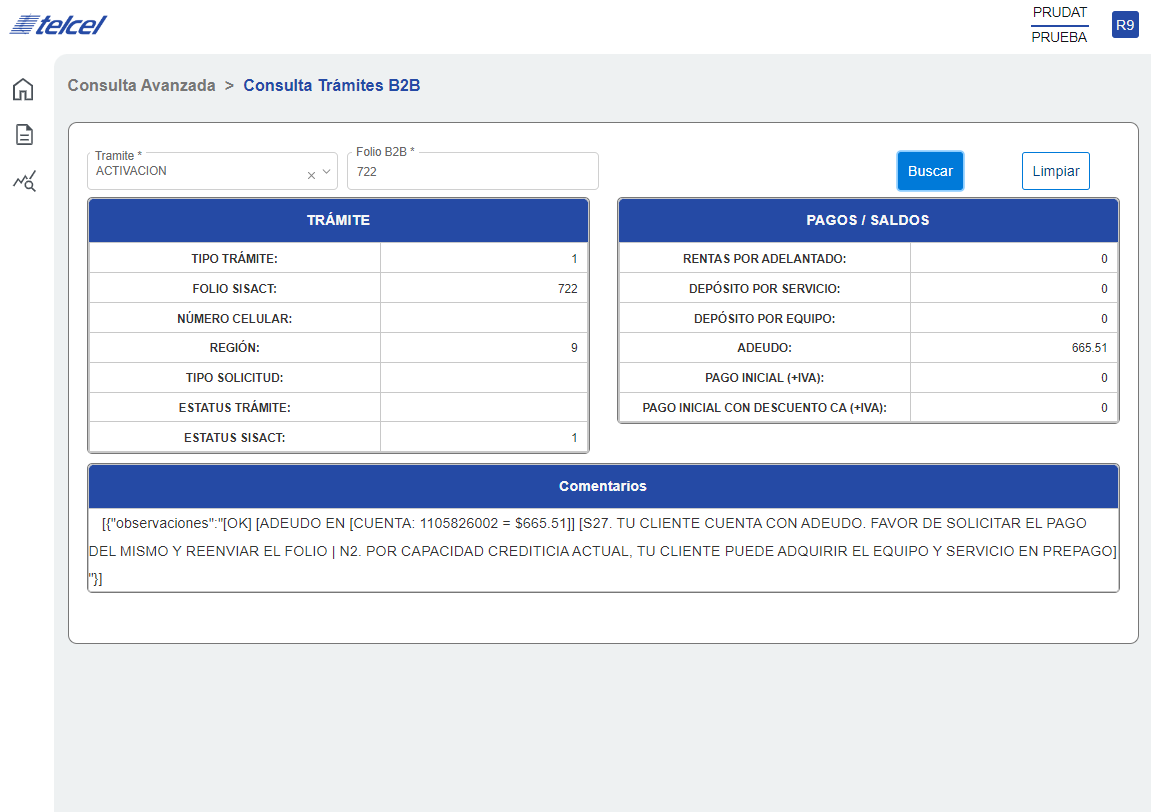 telcel
PRUDAT
PRUEBA
R9
Consulta Avanzada > Consulta Trámites B2B
Tramite *
ACTIVACION
Folio B2B *
722
Buscar
Limpiar
TRÁMITE
TIPO TRÁMITE: 1
FOLIO SISACT: 722
NÚMERO CELULAR:
REGIÓN: 9
TIPO SOLICITUD:
ESTATUS TRÁMITE:
ESTATUS SISACT: 1
PAGOS / SALDOS
RENTAS POR ADELANTADO: 0
DEPÓSITO POR SERVICIO: 0
DEPÓSITO POR EQUIPO: 0
ADEUDO: 665.51
PAGO INICIAL (+IVA): 0
PAGO INICIAL CON DESCUENTO CA (+IVA): 0
Comentarios
[{"observaciones":"[OK] [ADEUDO EN [CUENTA: 1105826002 = $665.51]] [S27. TU CLIENTE CUENTA CON ADEUDO. FAVOR DE SOLICITAR EL PAGO
DEL MISMO Y REENVIAR EL FOLIO | N2. POR CAPACIDAD CREDITICIA ACTUAL, TU CLIENTE PUEDE ADQUIRIR EL EQUIPO Y SERVICIO EN PREPAGO]
"}]